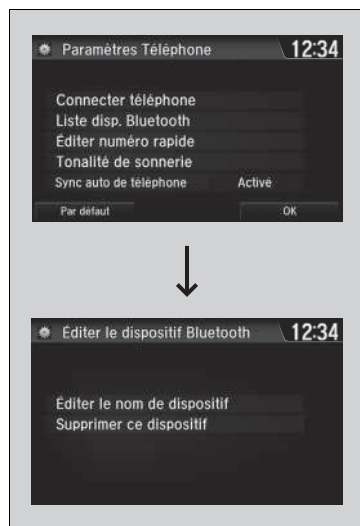 Paramètres Téléphone 12:34
Connecter téléphone
Liste disp. Bluetooth
Éditer numéro rapide
Tonalité de sonnerie
Sync auto de téléphone Activé
Par défaut OK
Éditer le dispositif Bluetooth 12:34
Éditer le nom de dispositif
Supprimer ce dispositif